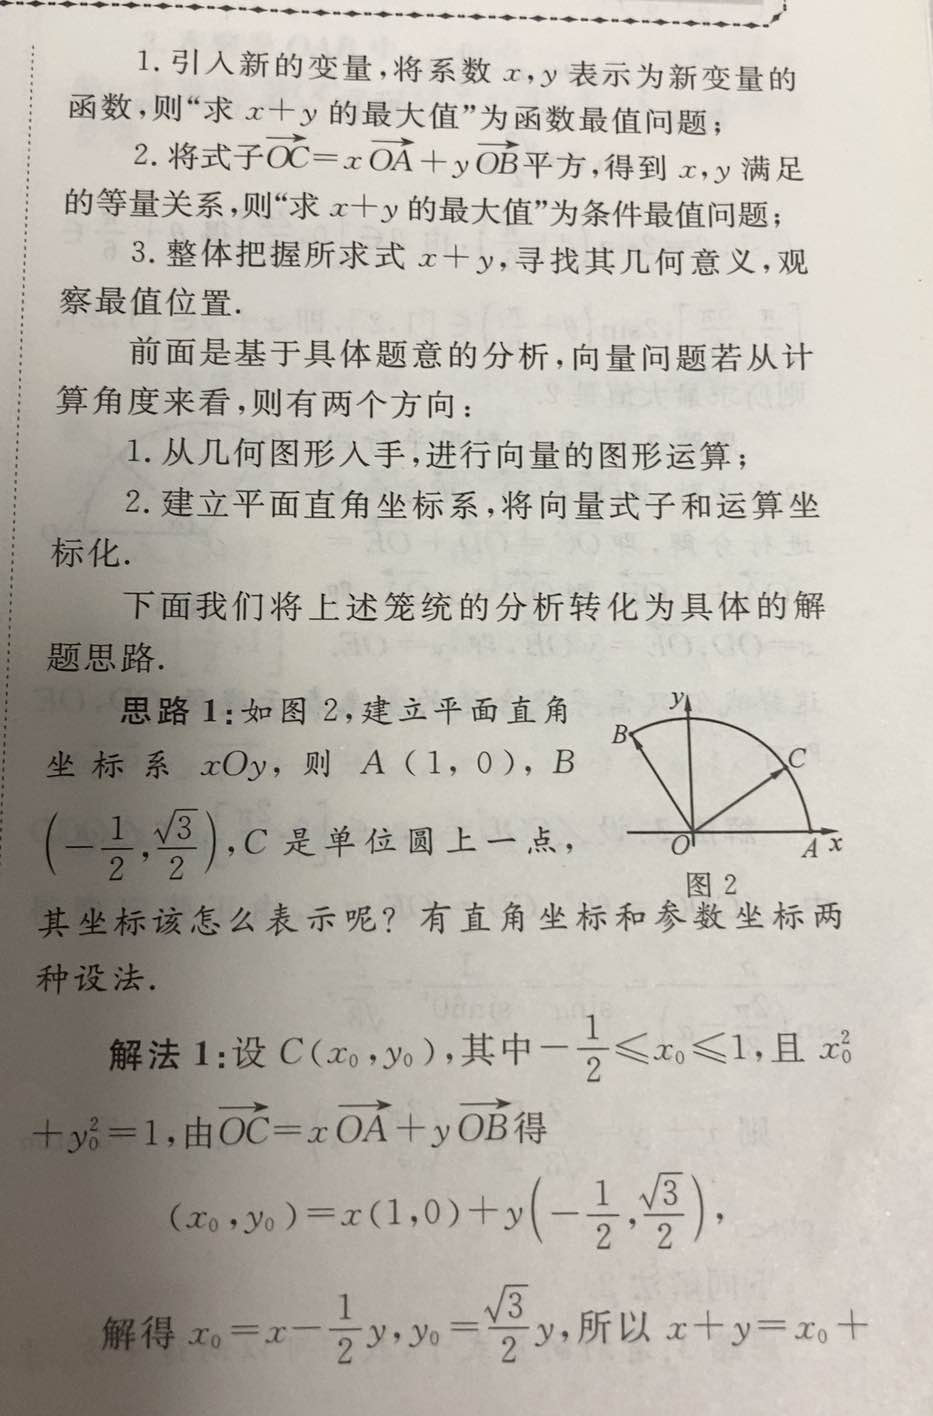 1. 引入新的变量,将系数 x,y 表示为新变量的
函数,则“求 x+y 的最大值”为函数最值问题;
2. 将式子$\overrightarrow{OC}=x\overrightarrow{OA}+y\overrightarrow{OB}$平方,得到 x,y 满足
的等量关系,则“求 x+y 的最大值”为条件最值问题;
3. 整体把握所求式 x+y,寻找其几何意义,观
察最值位置.
前面是基于具体题意的分析,向量问题若从计
算角度来看,则有两个方向:
1. 从几何图形入手,进行向量的图形运算;
2. 建立平面直角坐标系,将向量式子和运算坐
标化.
下面我们将上述笼统的分析转化为具体的解
题思路.
思路 1:如图 2,建立平面直角
坐标系 xOy, 则 A(1,0), B
$\left(-\frac{1}{2},\frac{\sqrt{3}}{2}\right)$,C 是单位圆上一点,
y
B
C
O
A x
图 2
其坐标该怎么表示呢? 有直角坐标和参数坐标两
种设法.
解法 1:设 $C(x_0,y_0)$,其中$-\frac{1}{2}\leqslant x_0\leqslant 1$,且 $x_0^2$
$+y_0^2=1$,由$\overrightarrow{OC}=x\overrightarrow{OA}+y\overrightarrow{OB}$得
$(x_0,y_0)=x(1,0)+y\left(-\frac{1}{2},\frac{\sqrt{3}}{2}\right)$,
解得 $x_0=x-\frac{1}{2}y,y_0=\frac{\sqrt{3}}{2}y$,所以 $x+y=x_0+$